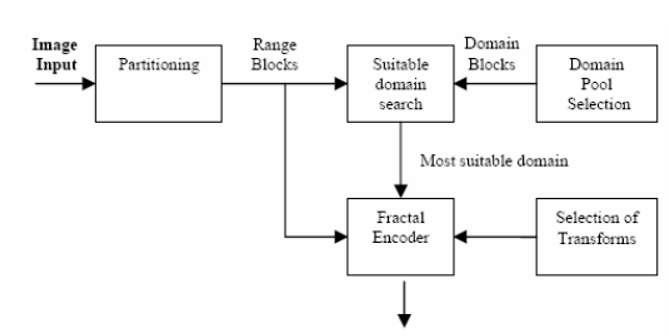 Image
Input
Partitioning
Range
Blocks
Suitable
domain
search
Domain
Blocks
Domain
Pool
Selection
Most suitable domain
Fractal
Encoder
Selection of
Transforms